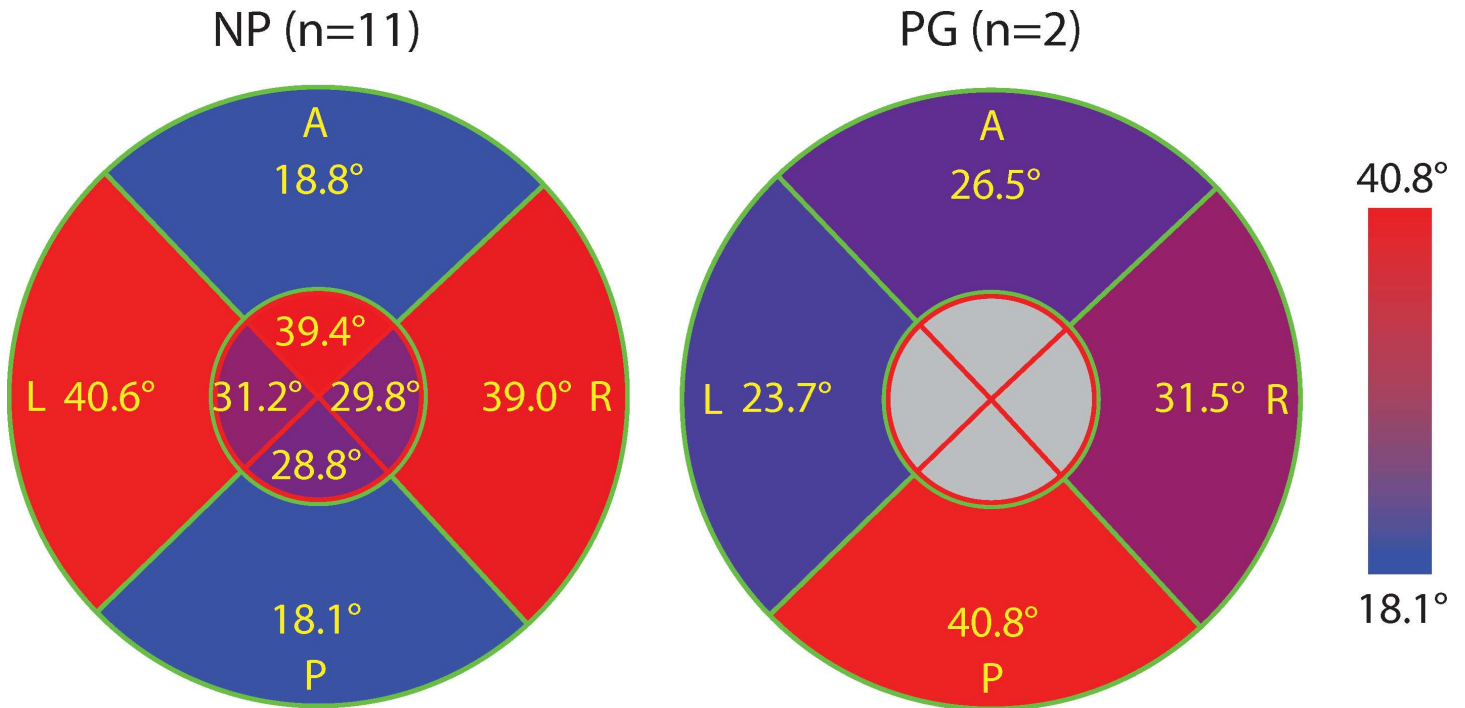 NP (n=11)
A
18.8°
39.4°
L 40.6°
31.2°
29.8°
39.0° R
28.8°
18.1°
P
PG (n=2)
A
26.5°
L 23.7°
31.5° R
40.8°
P
40.8°
18.1°